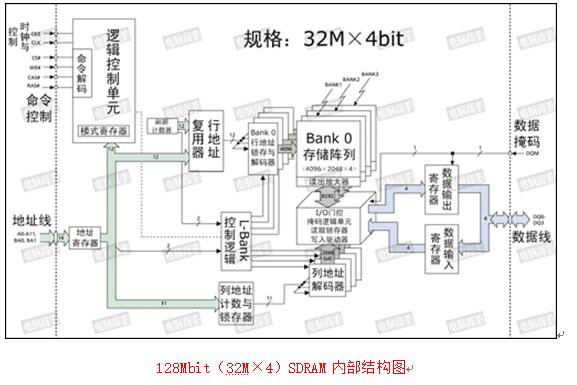 规格：32M×4bit
时钟与
控制
CKE
CLK
CS#
WE#
CAS#
RAS#
命令
控制
命令解码
逻辑控制单元
模式寄存器
刷新
计数器
12
12
行地址
复用器
12
Bank 0
行地址
锁存与
解码器
4096
BANK1
BANK2
BANK3
Bank 0
存储阵列
（4096×2048×4）
读出放大器
8192
I/O门控
掩码逻辑单元
读取锁存器
写入驱动器
数据
掩码
DQM
1
1
4
4
4
4
4
数据输出
寄存器
数据输入
寄存器
DQ0-
DQ3
数据线
地址线
A0-A11,
BA0, BA1
地址
寄存器
2
2
L-Bank
控制逻辑
2048
列地址
解码器
11
列地址
计数与
锁存器
11
128Mbit（32M×4）SDRAM 内部结构图